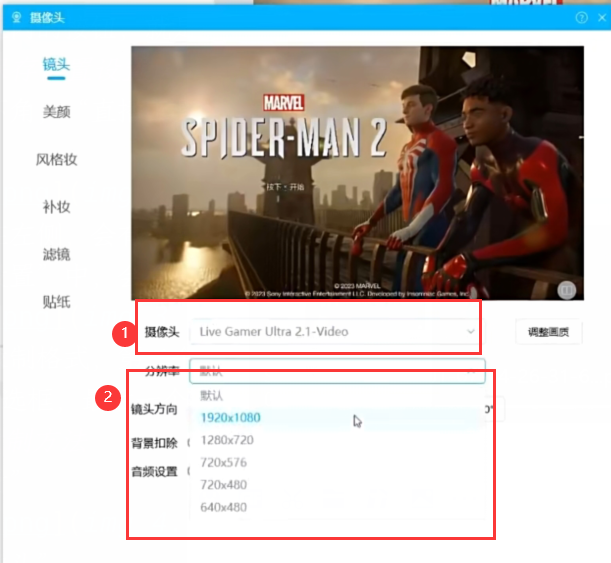 MARVEL
摄像头
镜头
美颜
风格妆
补妆
滤镜
贴纸
MARVEL
SPIDER-MAN 2
按下·开始
© 2023 MARVEL
© 2023 Sony Interactive Entertainment LLC. Developed by Insomniac Games, Inc.
1
摄像头
Live Gamer Ultra 2.1-Video
调整画质
分辨率
默认
2
默认
镜头方向
1920x1080
0°
背景扣除
1280x720
音频设置
720x576
720x480
640x480